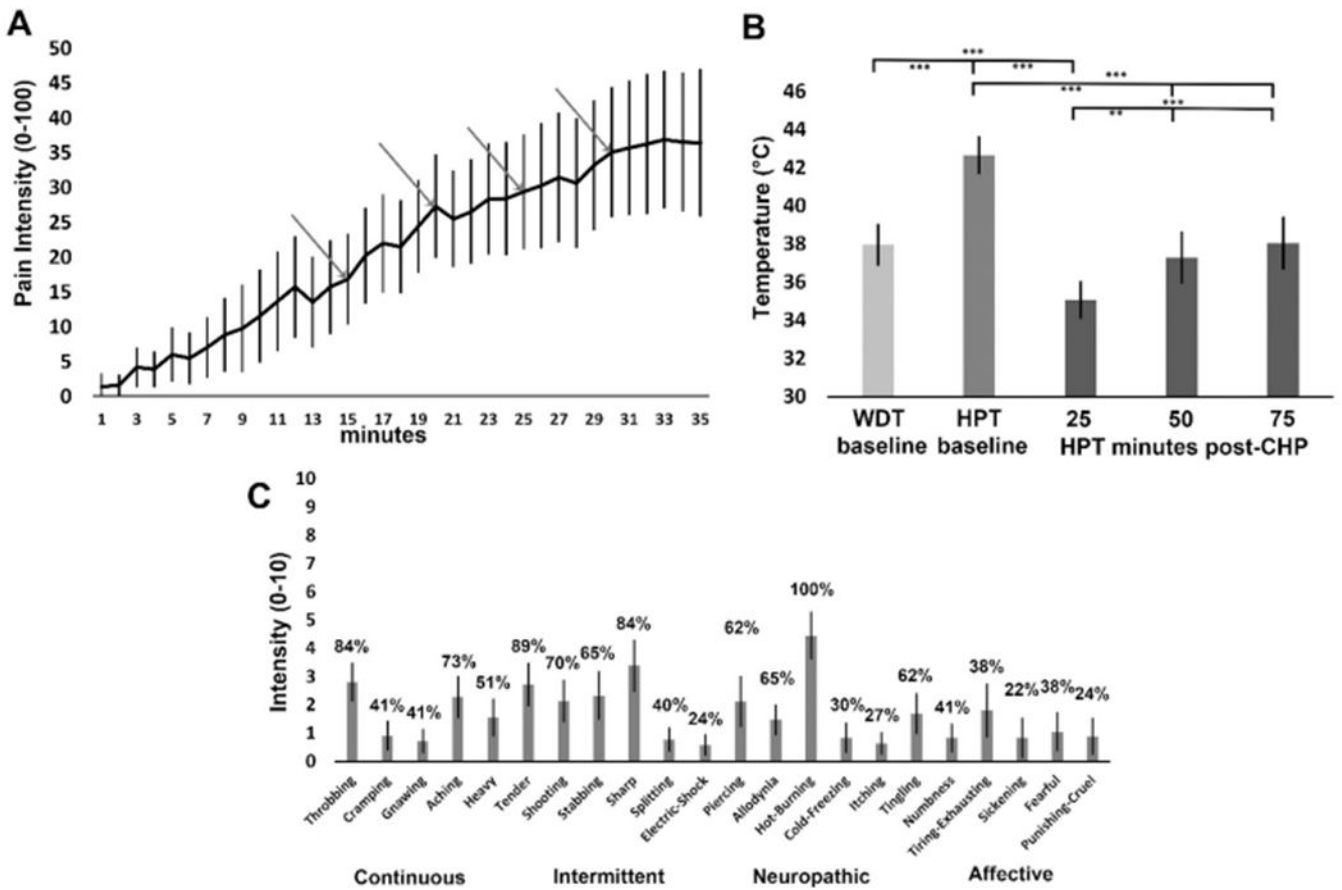 A
Pain Intensity (0-100)
50
45
40
35
30
25
20
15
10
5
0
1 3 5 7 9 11 13 15 17 19 21 23 25 27 29 31 33 35
minutes
B
Temperature (°C)
***
*** ***
***
***
***
**
46
44
42
40
38
36
34
32
30
WDT HPT 25 50 75
baseline baseline HPT minutes post-CHP
C
Intensity (0-10)
10
9
8
7
6
5
4
3
2
1
0
84% 41% 41% 73% 51% 89% 70% 65% 84% 40% 24% 62% 65% 100% 30% 27% 62% 41% 38% 22% 38% 24%
Throbbing
Cramping
Gnawing
Aching
Heavy
Tender
Shooting
Stabbing
Sharp
Splitting
Electric-Shock
Piercing
Allodynia
Hot-Burning
Cold-Freezing
Itching
Tingling
Numbness
Tiring-Exhausting
Sickening
Fearful
Punishing-Cruel
Continuous Intermittent Neuropathic Affective